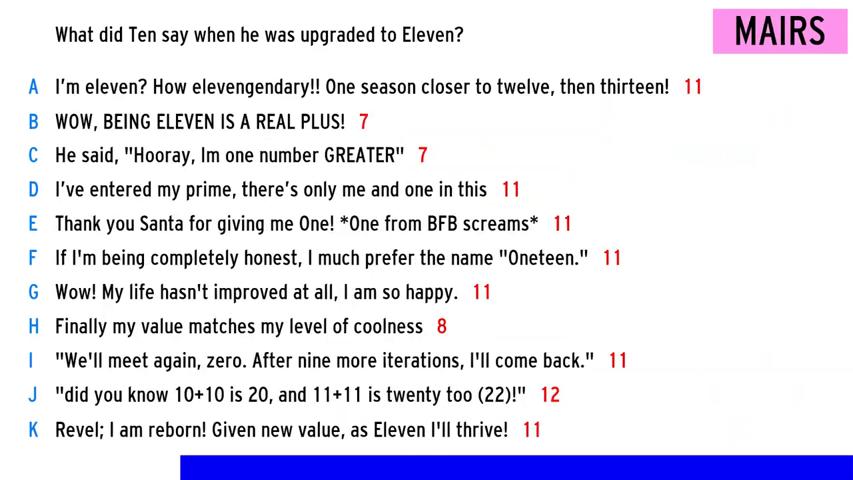 What did Ten say when he was upgraded to Eleven?
MAIRS
A I'm eleven? How elevengendary!! One season closer to twelve, then thirteen! 11
B WOW, BEING ELEVEN IS A REAL PLUS! 7
C He said, "Hooray, Im one number GREATER" 7
D I've entered my prime, there's only me and one in this 11
E Thank you Santa for giving me One! *One from BFB screams* 11
F If I'm being completely honest, I much prefer the name "Oneteen." 11
G Wow! My life hasn't improved at all, I am so happy. 11
H Finally my value matches my level of coolness 8
I "We'll meet again, zero. After nine more iterations, I'll come back." 11
J "did you know 10+10 is 20, and 11+11 is twenty too (22)!" 12
K Revel; I am reborn! Given new value, as Eleven I'll thrive! 11